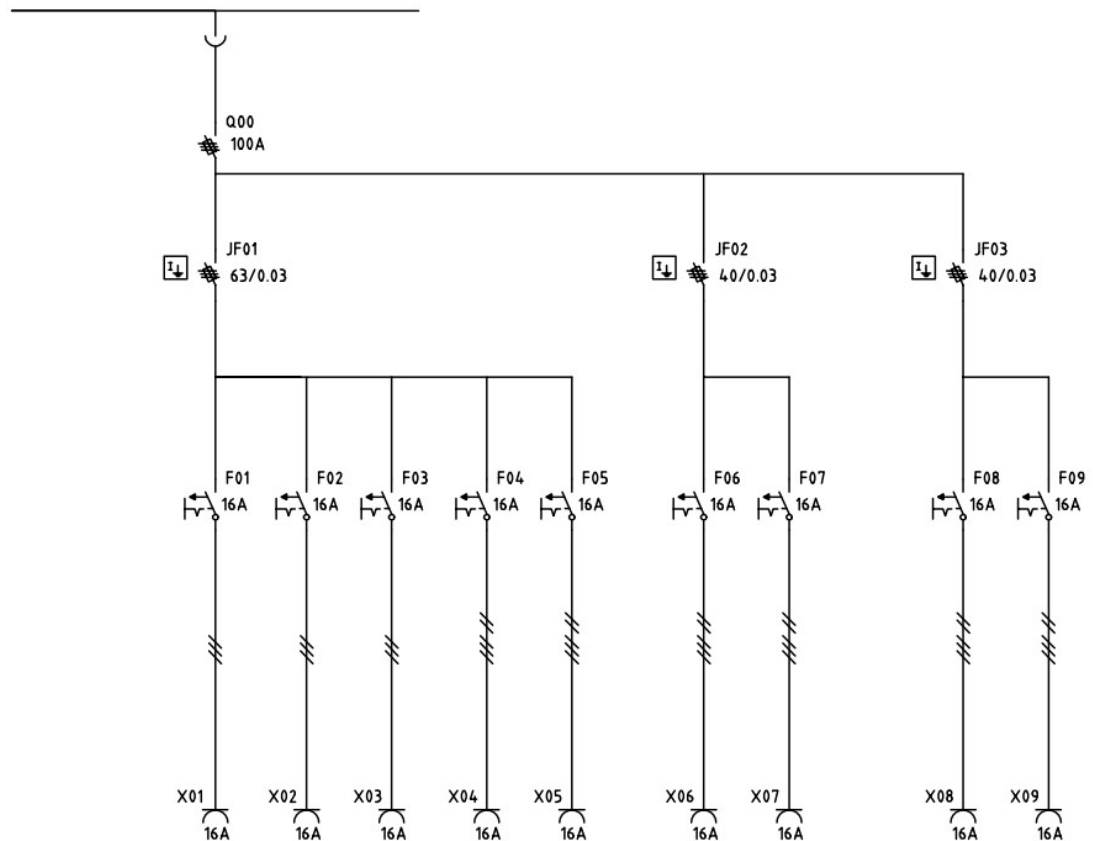 Q00
100A
JF01
I 63/0.03
JF02
I 40/0.03
JF03
I 40/0.03
F01
16A
F02
16A
F03
16A
F04
16A
F05
16A
F06
16A
F07
16A
F08
16A
F09
16A
X01
16A
X02
16A
X03
16A
X04
16A
X05
16A
X06
16A
X07
16A
X08
16A
X09
16A